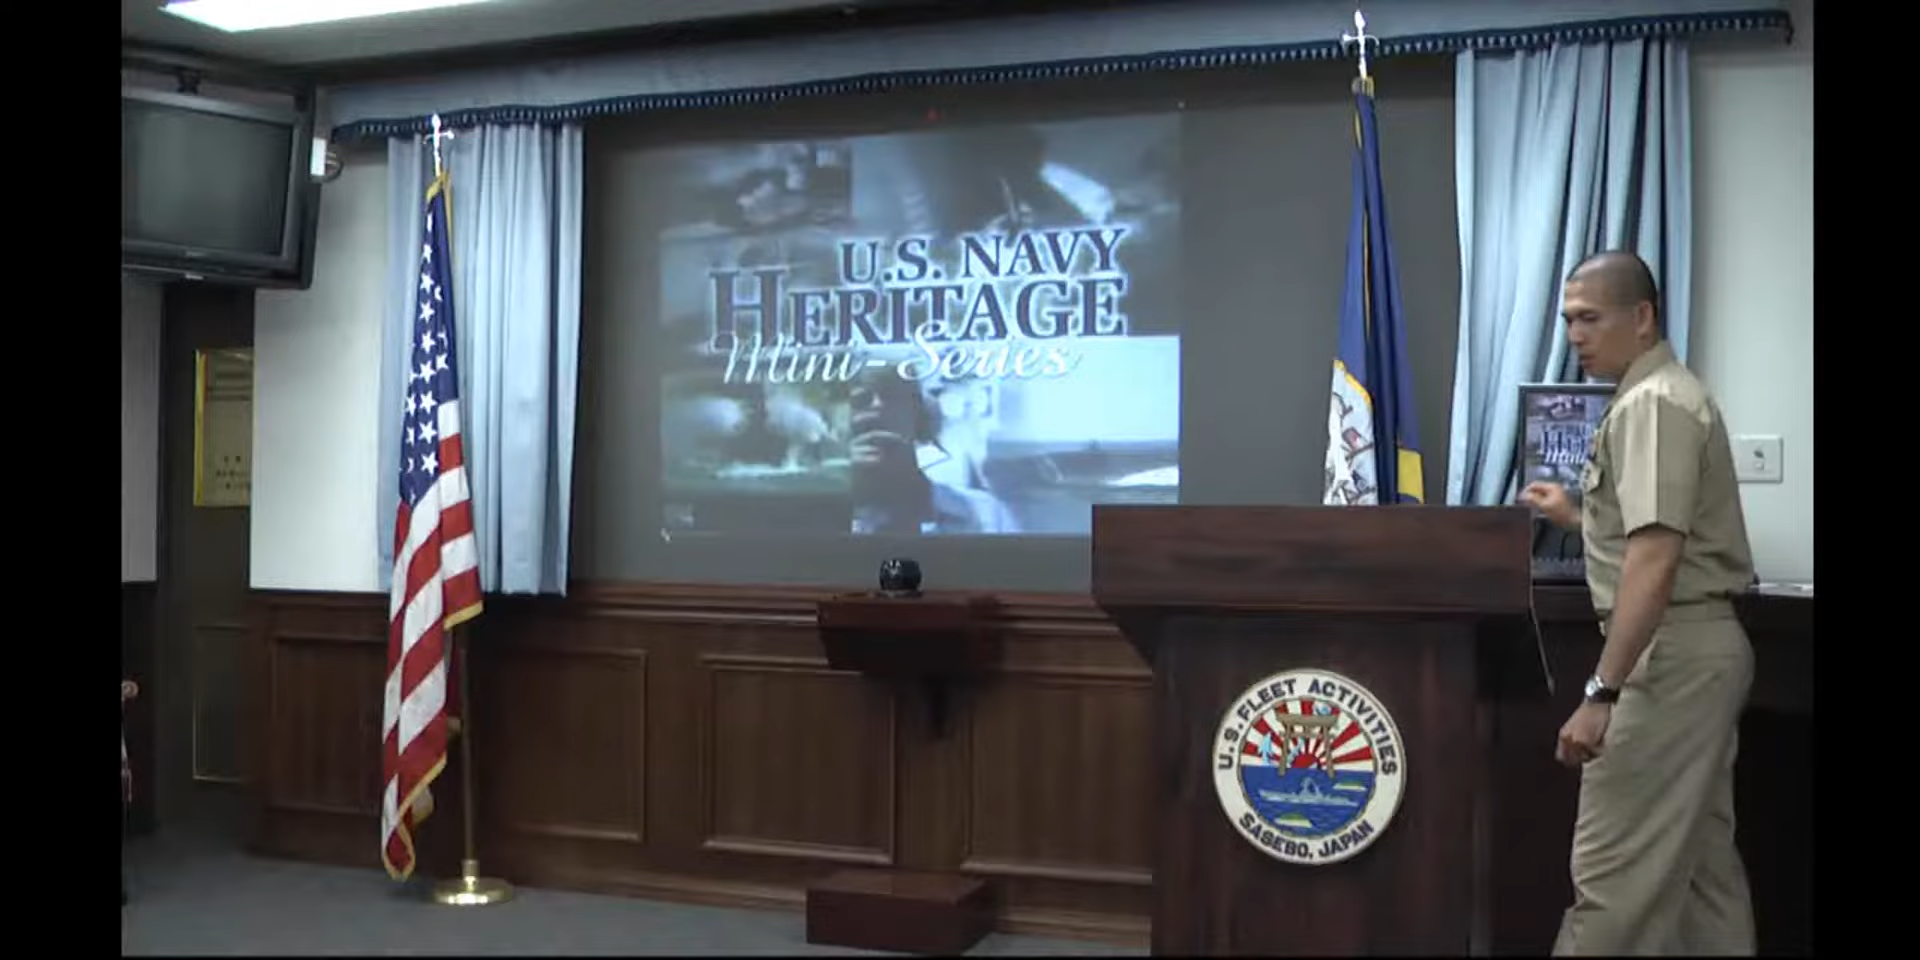 U.S. NAVY
HERITAGE
Mini-Series
U.S. FLEET ACTIVITIES
SASEBO, JAPAN